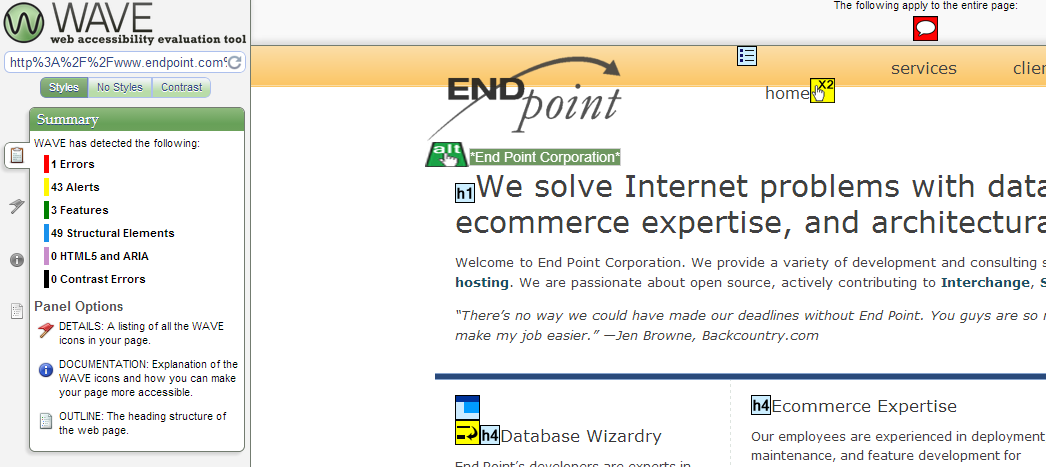 WAVE
web accessibility evaluation tool
http%3A%2F%2Fwww.endpoint.com%
Styles
No Styles
Contrast
Summary
WAVE has detected the following:
1 Errors
43 Alerts
3 Features
49 Structural Elements
0 HTML5 and ARIA
0 Contrast Errors
Panel Options
DETAILS: A listing of all the WAVE
icons in your page.
DOCUMENTATION: Explanation of the
WAVE icons and how you can make
your page more accessible.
OUTLINE: The heading structure of
the web page.
The following apply to the entire page:
services
clien
home X2
END
point
alt *End Point Corporation*
h1 We solve Internet problems with data
ecommerce expertise, and architectura
Welcome to End Point Corporation. We provide a variety of development and consulting s
hosting. We are passionate about open source, actively contributing to Interchange, S
“There’s no way we could have made our deadlines without End Point. You guys are so
make my job easier.” —Jen Browne, Backcountry.com
h4 Database Wizardry
End Point’s developers are experts in
h4 Ecommerce Expertise
Our employees are experienced in deployment
maintenance, and feature development for